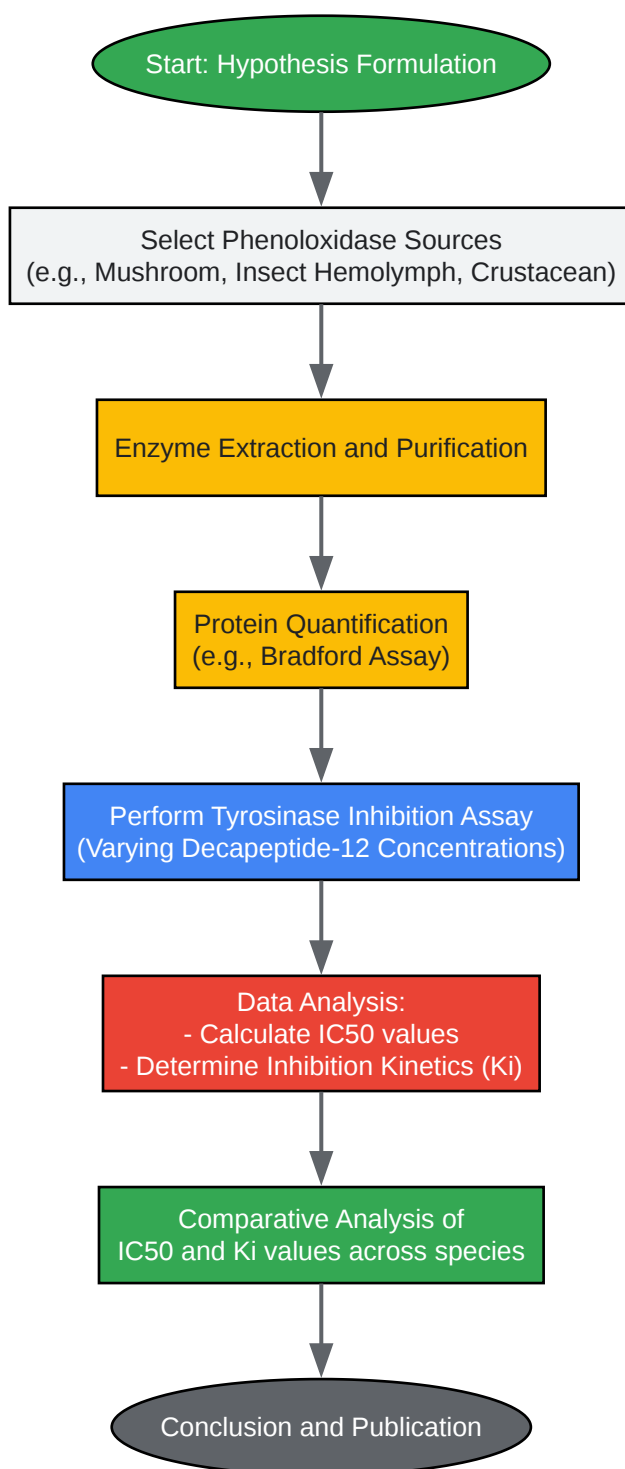 Start: Hypothesis Formulation
Select Phenoloxidase Sources
(e.g., Mushroom, Insect Hemolymph, Crustacean)
Enzyme Extraction and Purification
Protein Quantification
(e.g., Bradford Assay)
Perform Tyrosinase Inhibition Assay
(Varying Decapeptide-12 Concentrations)
Data Analysis:
- Calculate IC50 values
- Determine Inhibition Kinetics (Ki)
Comparative Analysis of
IC50 and Ki values across species
Conclusion and Publication